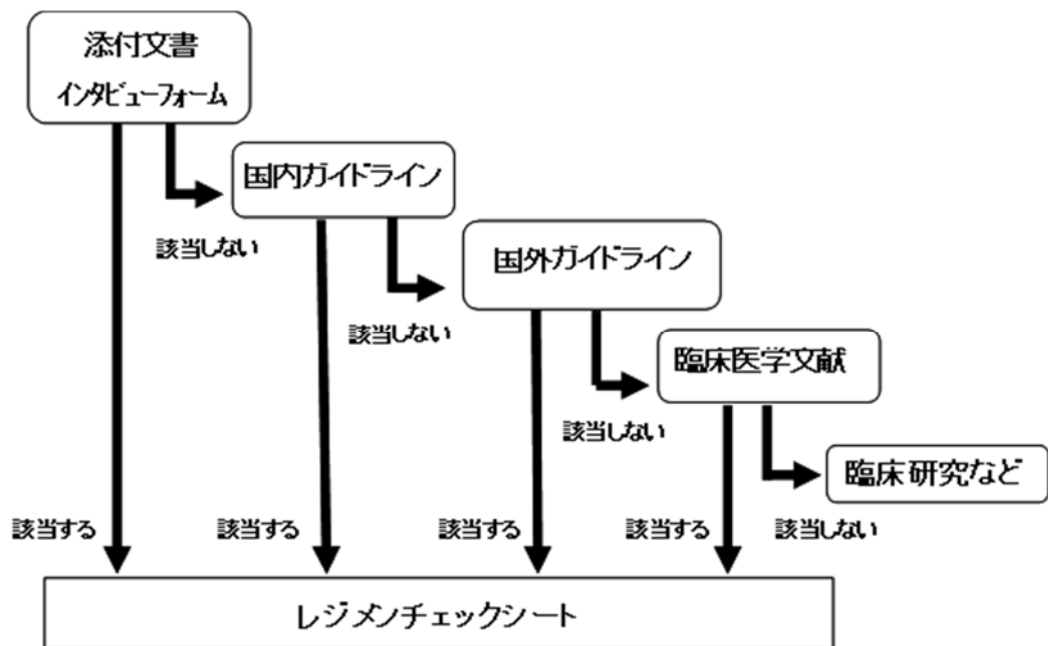 添付文書
インタビューフォーム
国内ガイドライン
該当しない
国外ガイドライン
該当しない
臨床医学文献
該当しない
臨床研究など
該当する
該当する
該当する
該当する
該当しない
レジメンチェックシート